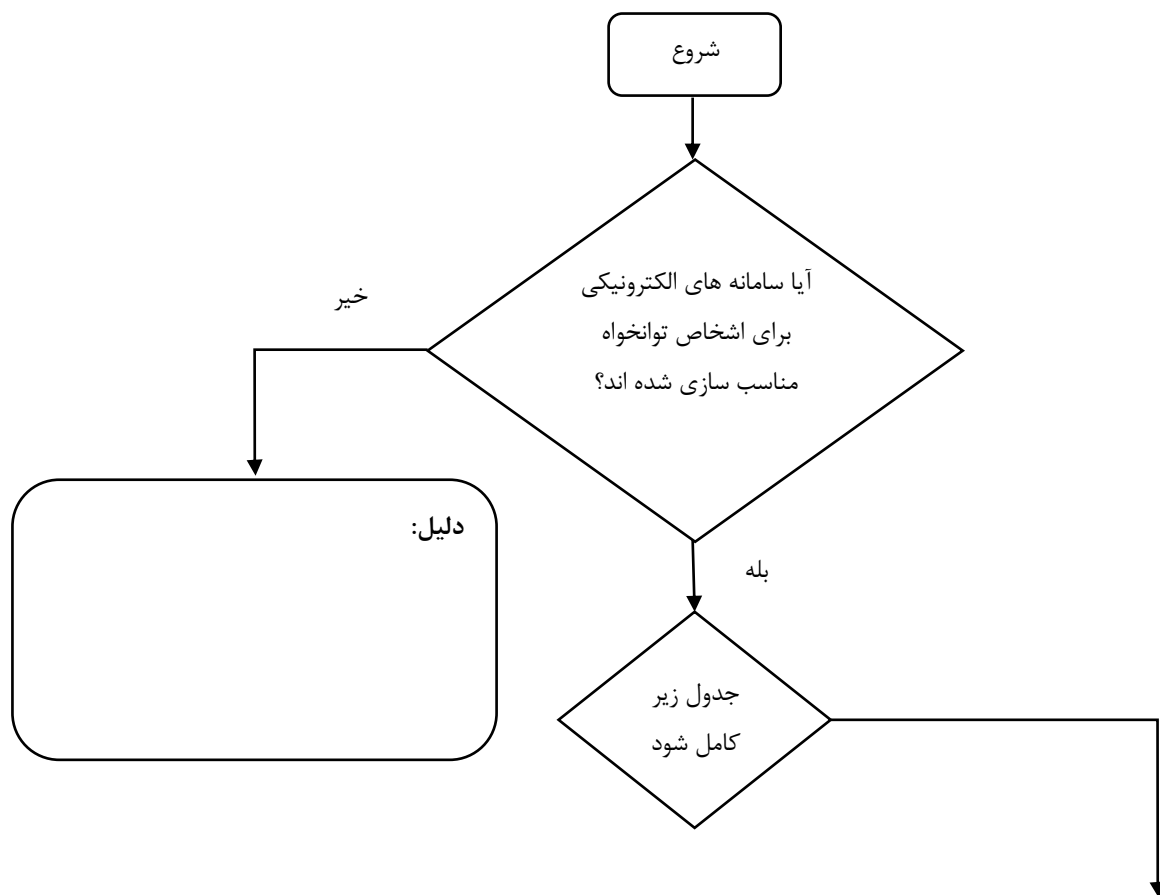 شروع
آیا سامانه های الکترونیکی
برای اشخاص توانخواه
مناسب سازی شده اند؟
خیر
دلیل:
بله
جدول زیر
کامل شود